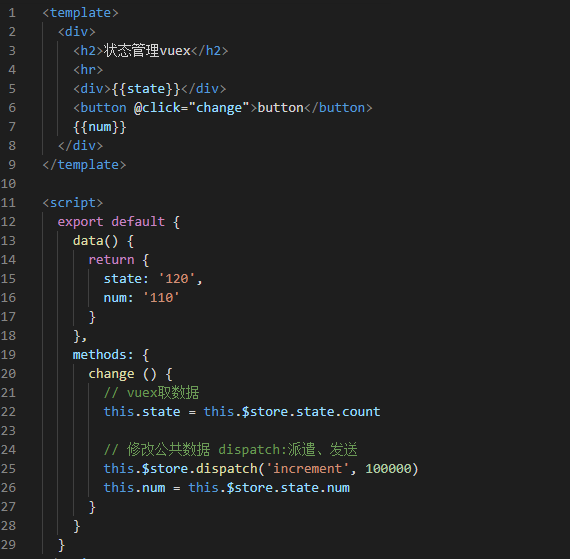 1 <template>
2   <div>
3     <h2>状态管理vuex</h2>
4     <hr>
5     <div>{{state}}</div>
6     <button @click="change">button</button>
7     {{num}}
8   </div>
9 </template>
10
11 <script>
12   export default {
13     data() {
14       return {
15         state: '120',
16         num: '110'
17       }
18     },
19     methods: {
20       change () {
21         // vuex取数据
22         this.state = this.$store.state.count
23
24         // 修改公共数据 dispatch:派遣、发送
25         this.$store.dispatch('increment', 100000)
26         this.num = this.$store.state.num
27       }
28     }
29   }